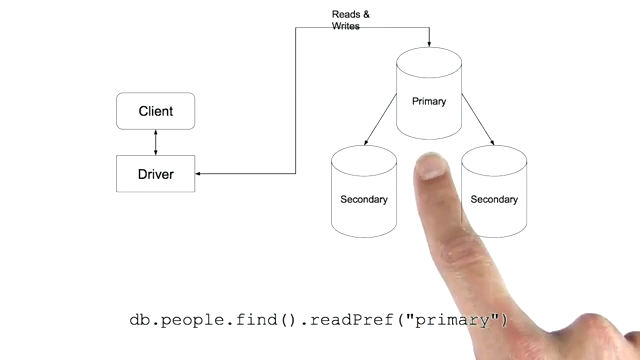 Reads &
Writes
Primary
Client
Driver
Secondary
Secondary
db.people.find().readPref("primary")